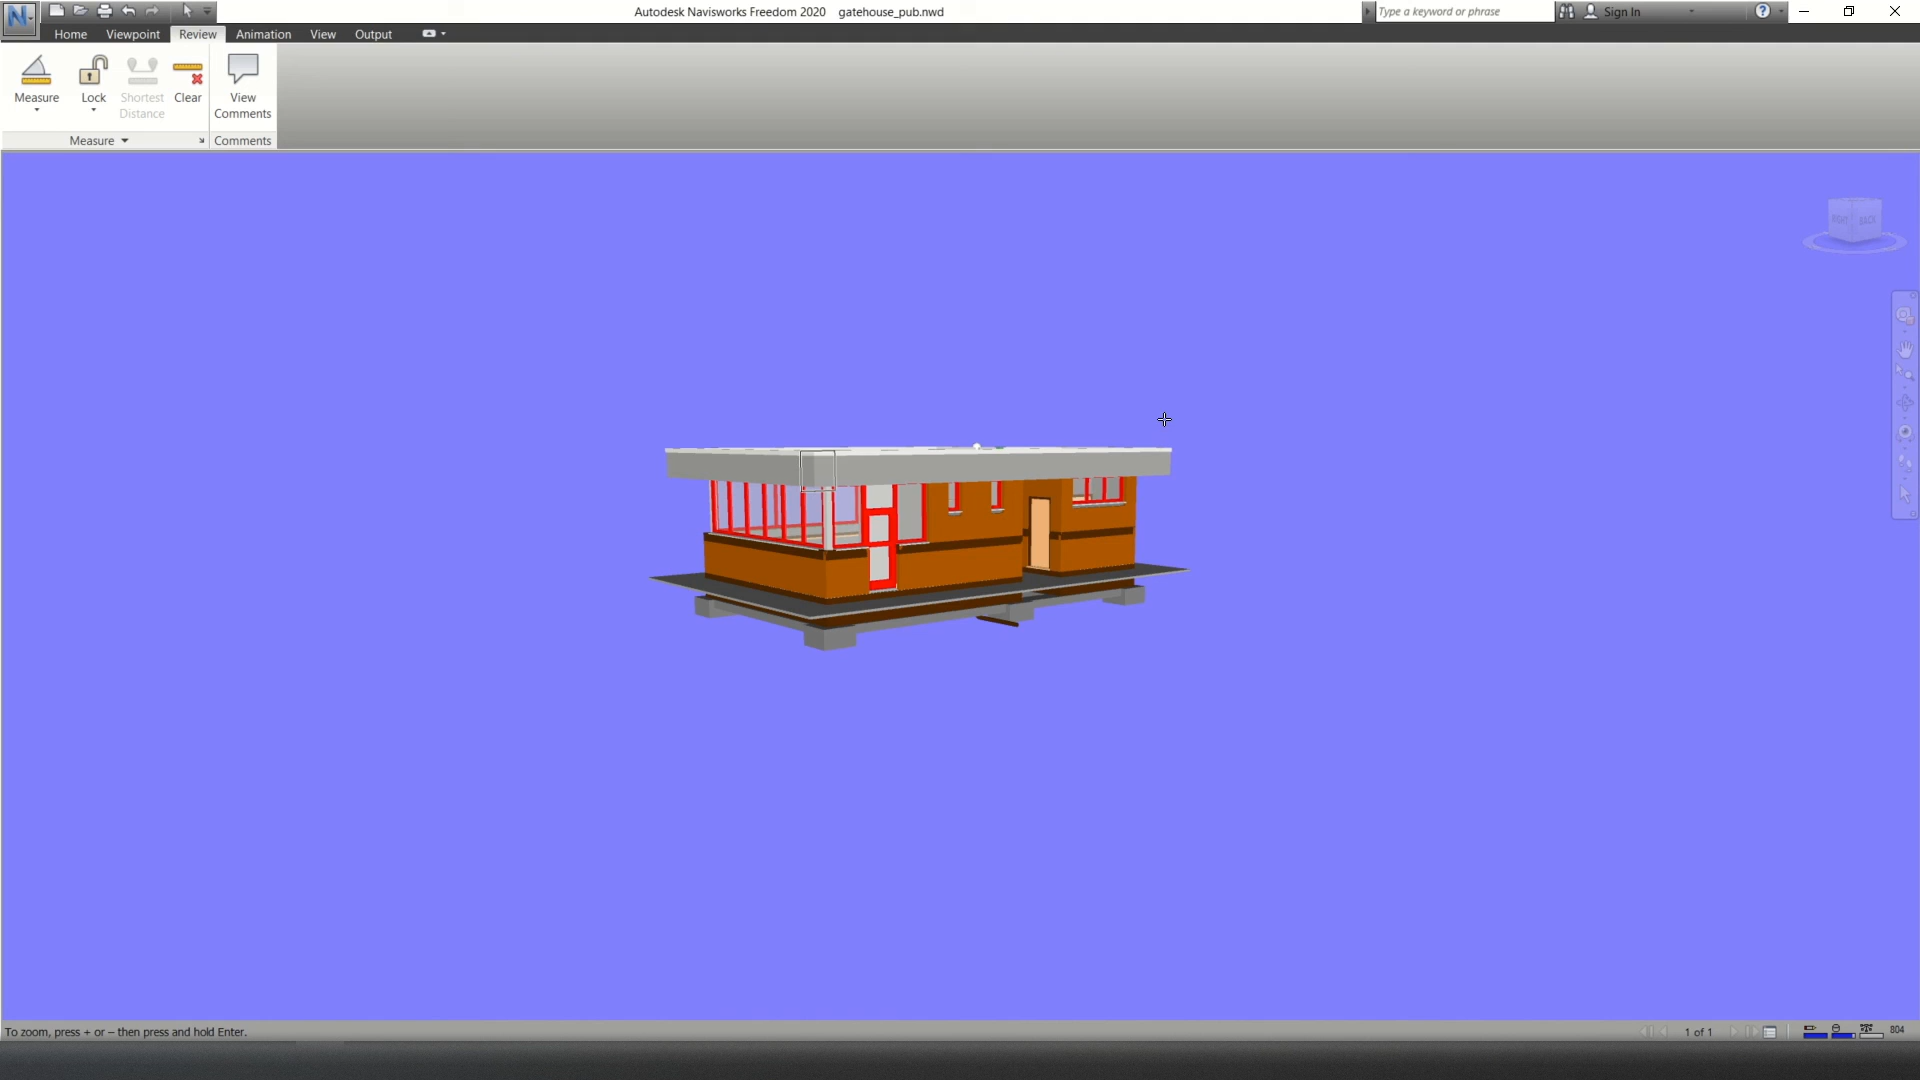 Autodesk Navisworks Freedom 2020 gatehouse_pub.nwd
Type a keyword or phrase
Sign In
Home Viewpoint Review Animation View Output
Measure Lock Shortest Distance Clear View Comments
Measure Comments
RIGHT BACK
To zoom, press + or – then press and hold Enter.
1 of 1
804